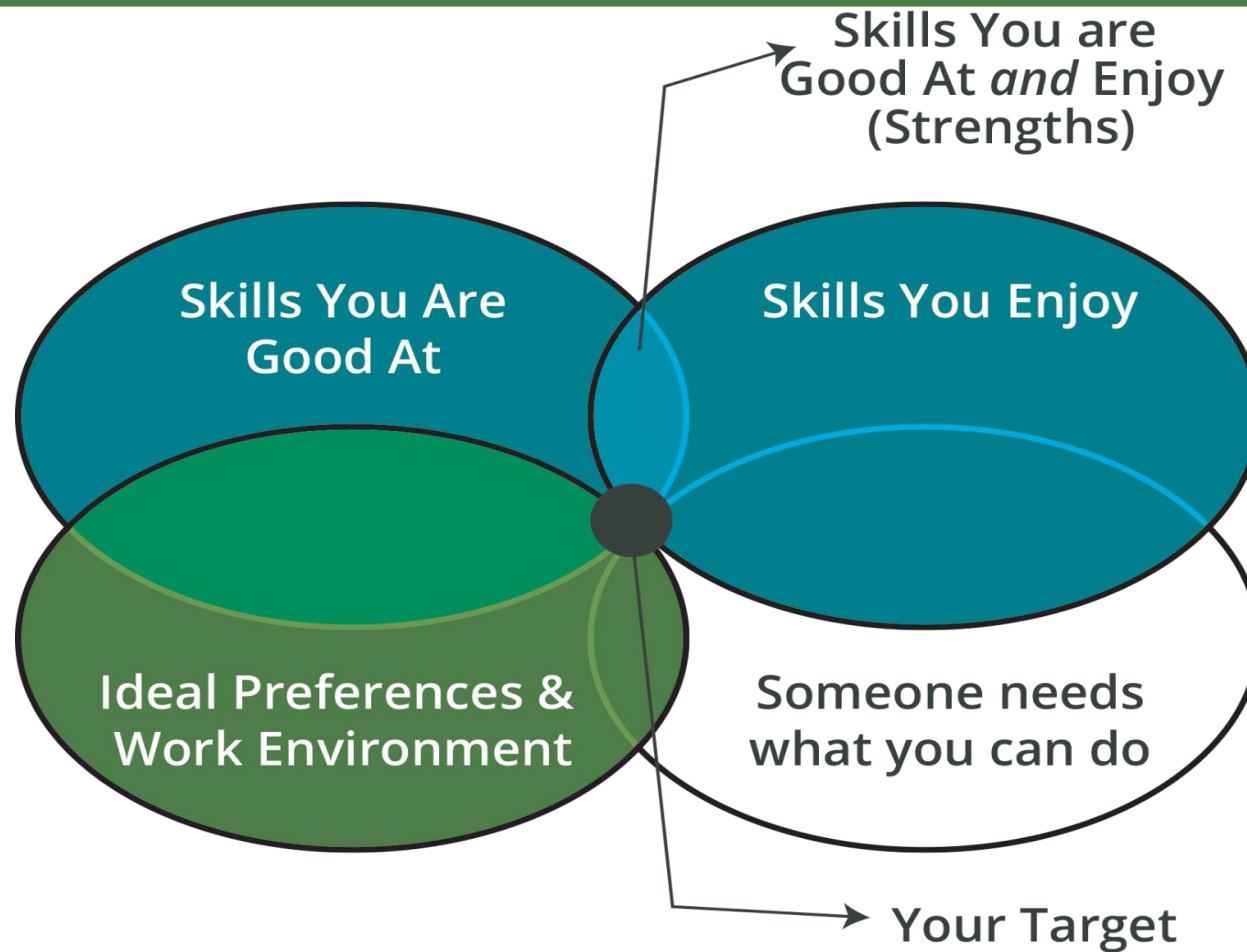 Skills You are
Good At and Enjoy
(Strengths)
Skills You Are
Good At
Skills You Enjoy
Ideal Preferences &
Work Environment
Someone needs
what you can do
Your Target